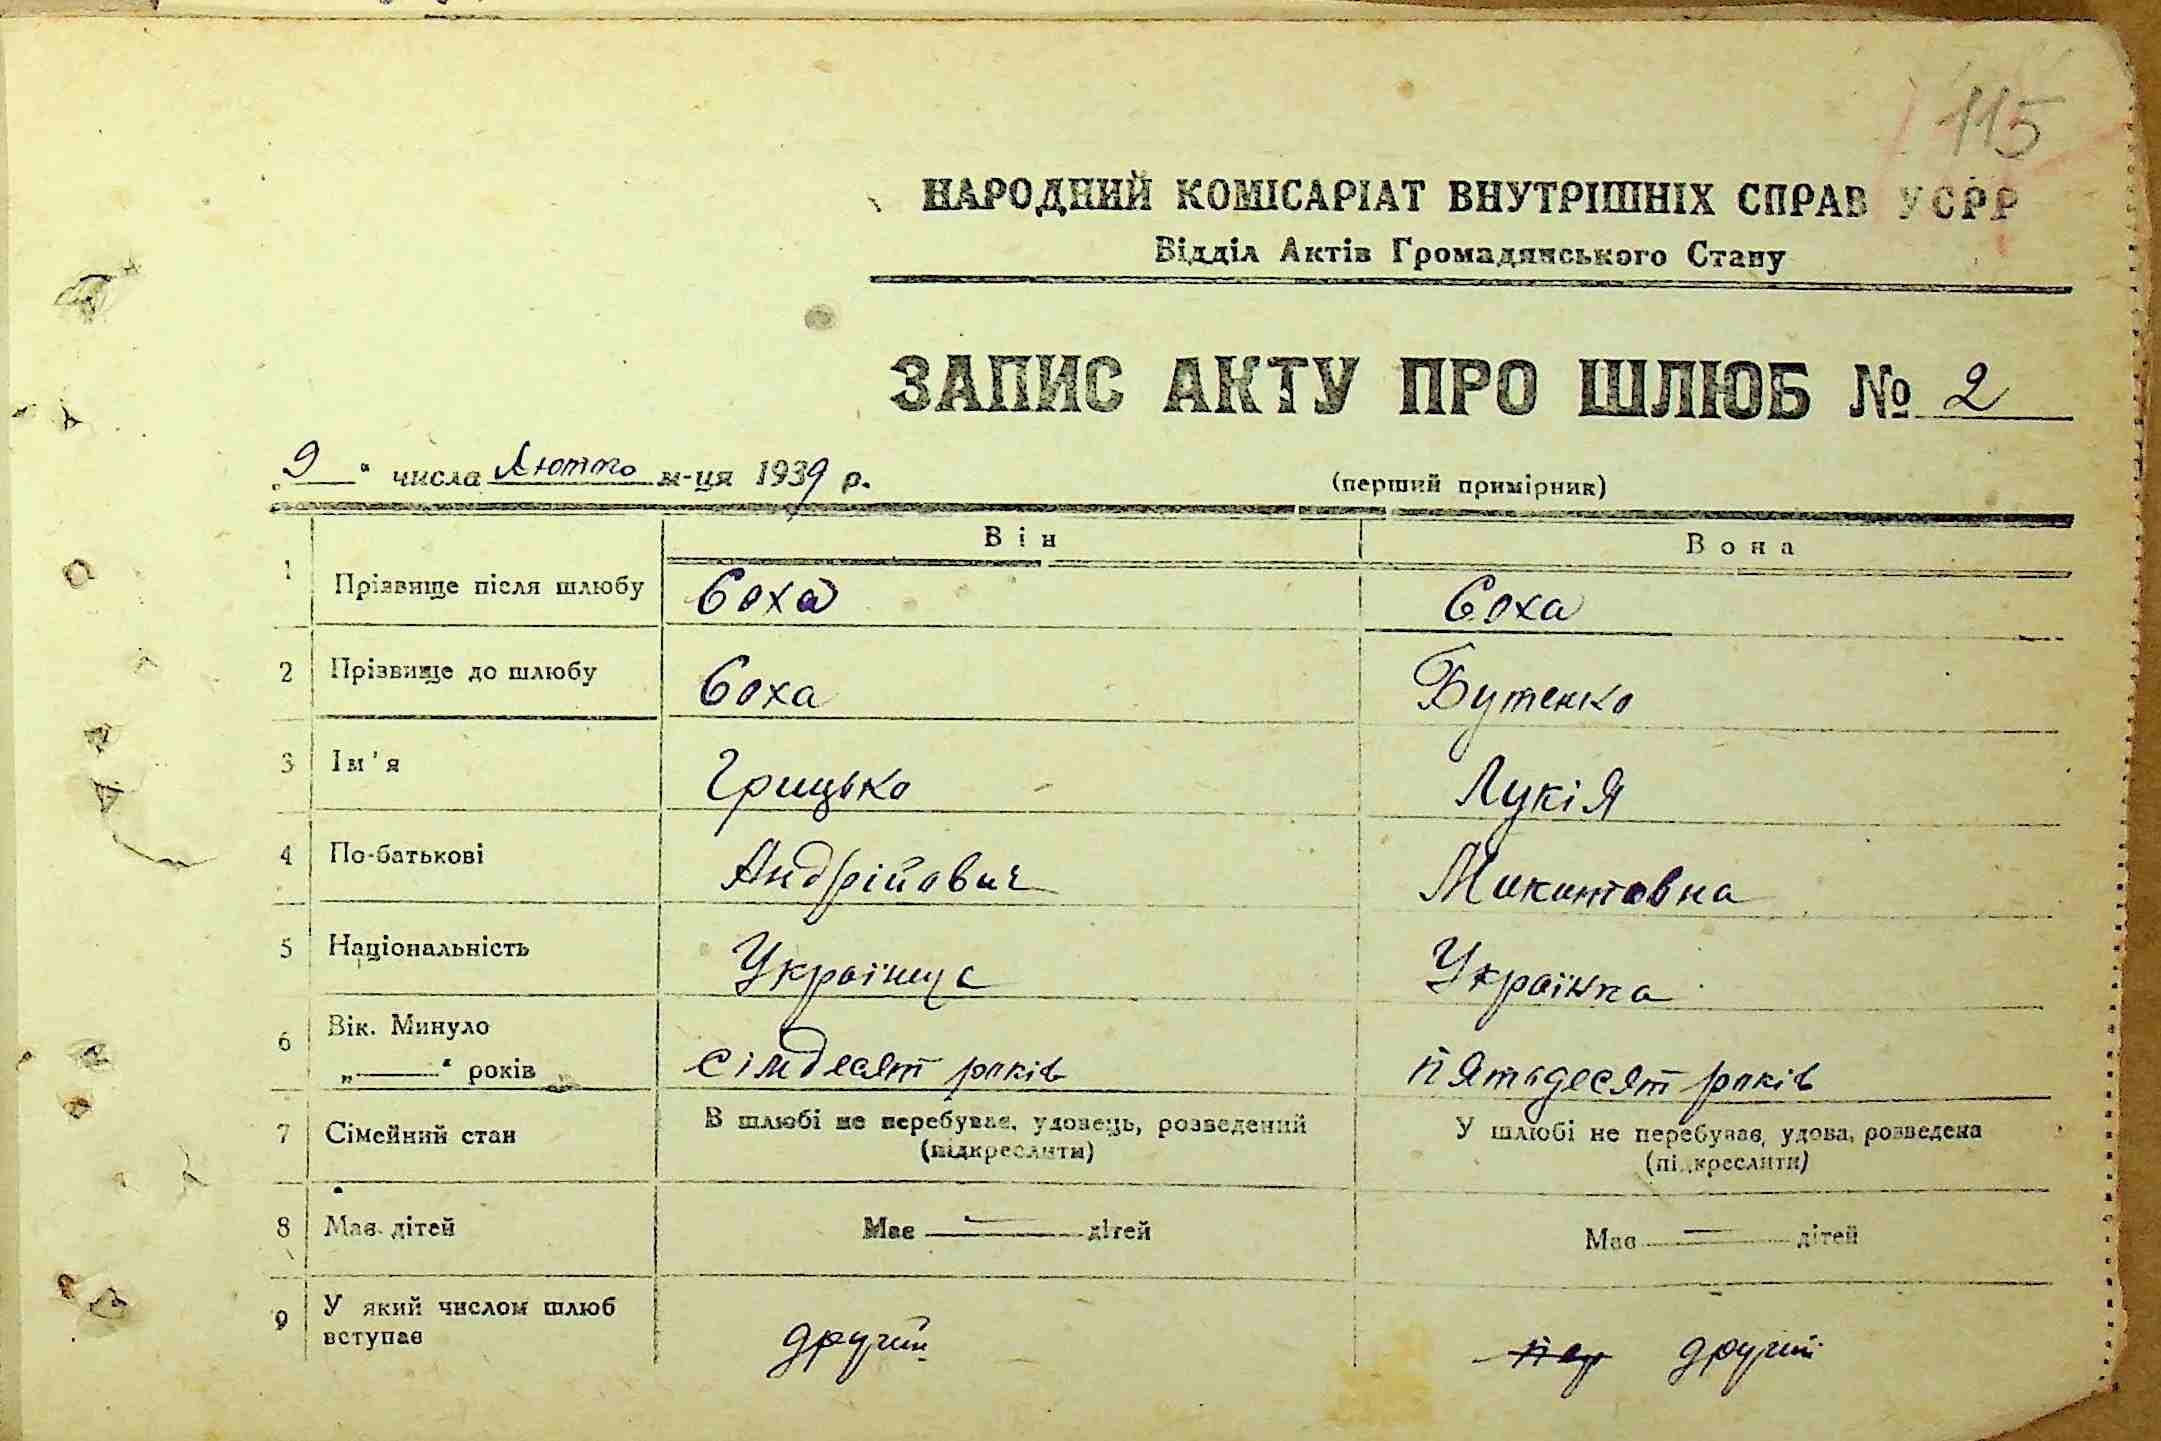 115
НАРОДНИЙ КОМІСАРІАТ ВНУТРІШНІХ СПРАВ УСРР
Відділ Актів Громадянського Стану
ЗАПИС АКТУ ПРО ШЛЮБ № 2
„ 9 “ числа Лютого м-ця 1939 р. (перший примірник)
Він Вона
1 Прізвище після шлюбу Соха Соха
2 Прізвище до шлюбу Соха Бутенко
3 Ім'я Грицько Лукія
4 По-батькові Андрійович Микитовна
5 Національність Українець Українка
6 Вік. Минуло
„——“ років сімдесят років пятьдесят років
7 Сімейний стан В шлюбі не перебуває, удовець, розведений У шлюбі не перебуває, удова, розведена
(підкреслити) (підкреслити)
8 Має дітей Має — дітей Має — дітей
9 У який числом шлюб
вступає другий пер другий